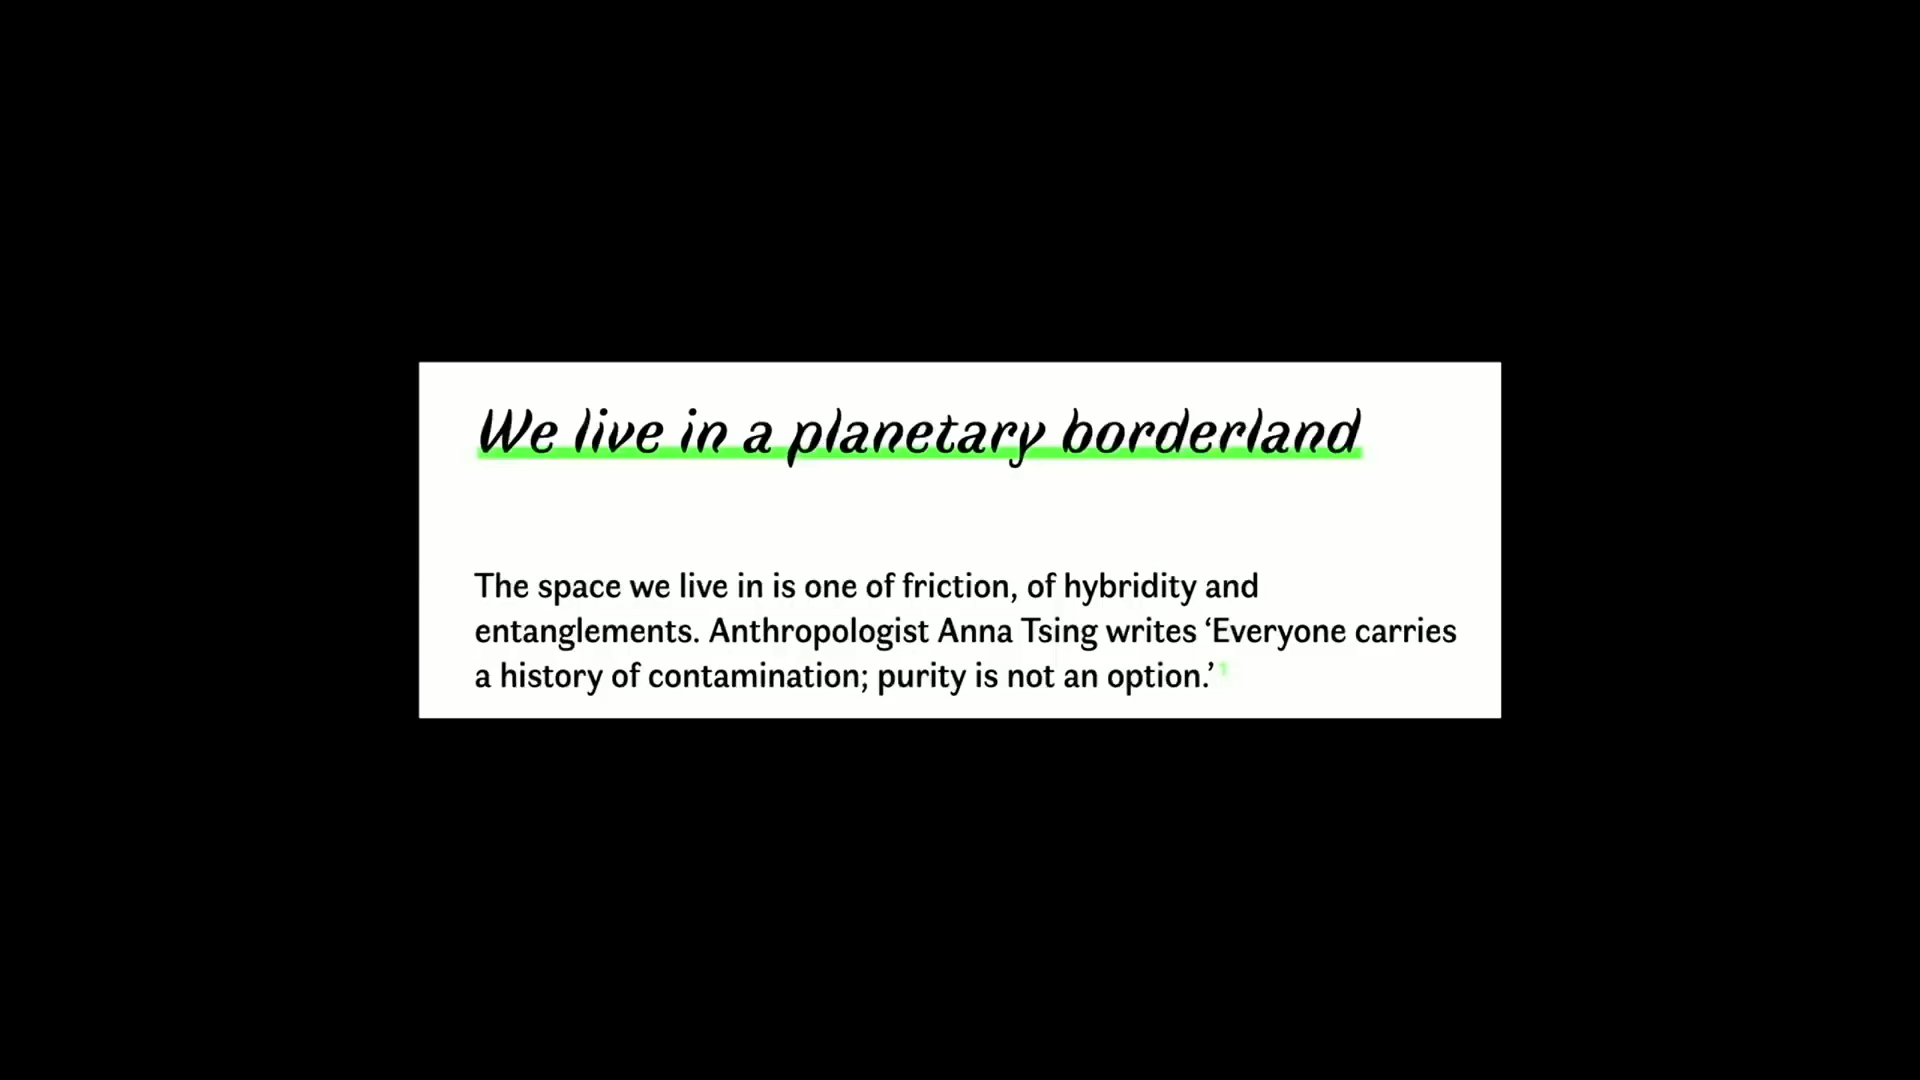 We live in a planetary borderland
The space we live in is one of friction, of hybridity and
entanglements. Anthropologist Anna Tsing writes ‘Everyone carries
a history of contamination; purity is not an option.’ 1